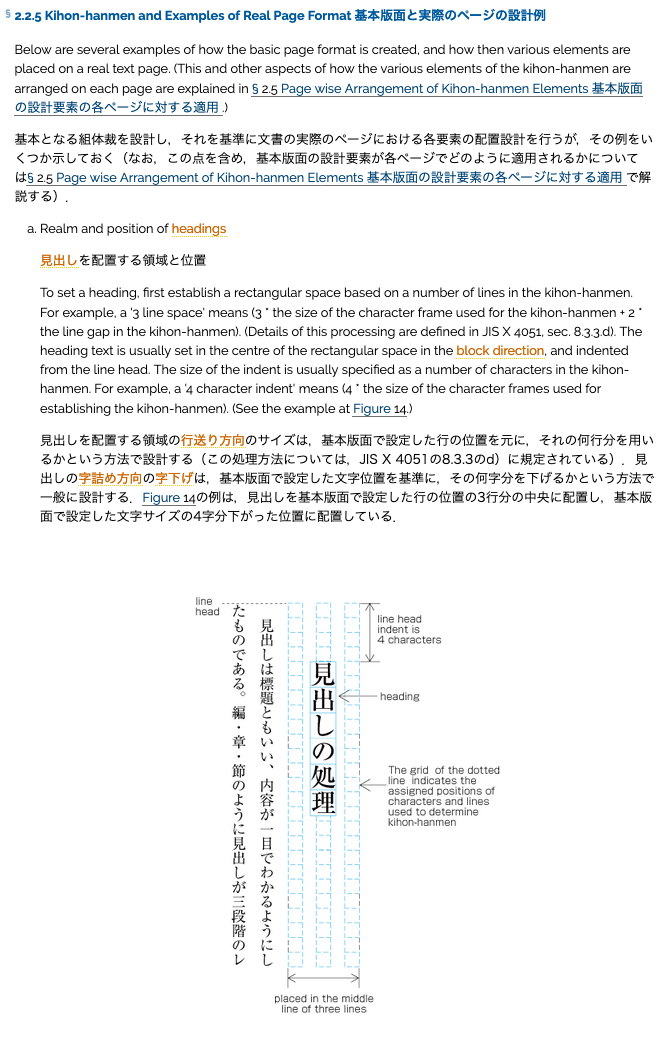 § 2.2.5 Kihon-hanmen and Examples of Real Page Format 基本版面と実際のページの設計例
Below are several examples of how the basic page format is created, and how then various elements are
placed on a real text page. (This and other aspects of how the various elements of the kihon-hanmen are
arranged on each page are explained in § 2.5 Page wise Arrangement of Kihon-hanmen Elements 基本版面
の設計要素の各ページに対する適用 .)
基本となる組体裁を設計し，それを基準に文書の実際のページにおける各要素の配置設計を行うが，その例をい
くつか示しておく（なお，この点を含め，基本版面の設計要素が各ページでどのように適用されるかについて
は§ 2.5 Page wise Arrangement of Kihon-hanmen Elements 基本版面の設計要素の各ページに対する適用 で解
説する）．
a. Realm and position of headings
見出しを配置する領域と位置
To set a heading, first establish a rectangular space based on a number of lines in the kihon-hanmen.
For example, a '3 line space' means (3 * the size of the character frame used for the kihon-hanmen + 2 *
the line gap in the kihon-hanmen). (Details of this processing are defined in JIS X 4051, sec. 8.3.3.d). The
heading text is usually set in the centre of the rectangular space in the block direction, and indented
from the line head. The size of the indent is usually specified as a number of characters in the kihon-
hanmen. For example, a '4 character indent' means (4 * the size of the character frames used for
establishing the kihon-hanmen). (See the example at Figure 14.)
見出しを配置する領域の行送り方向のサイズは，基本版面で設定した行の位置を元に，それの何行分を用い
るかという方法で設計する（この処理方法については，JIS X 4051の8.3.3のd）に規定されている）．見
出しの字詰め方向の字下げは，基本版面で設定した文字位置を基準に，その何字分を下げるかという方法で
一般に設計する．Figure 14の例は，見出しを基本版面で設定した行の位置の3行分の中央に配置し，基本版
面で設定した文字サイズの4字分下がった位置に配置している．
line
head
line head
indent is
4 characters
見出しの処理
heading
The grid of the dotted
line indicates the
assigned positions of
characters and lines
used to determine
kihon-hanmen
見出しは標題ともいい、内容が一目でわかるようにし
たものである。編・章・節のように見出しが三段階のレ
placed in the middle
line of three lines